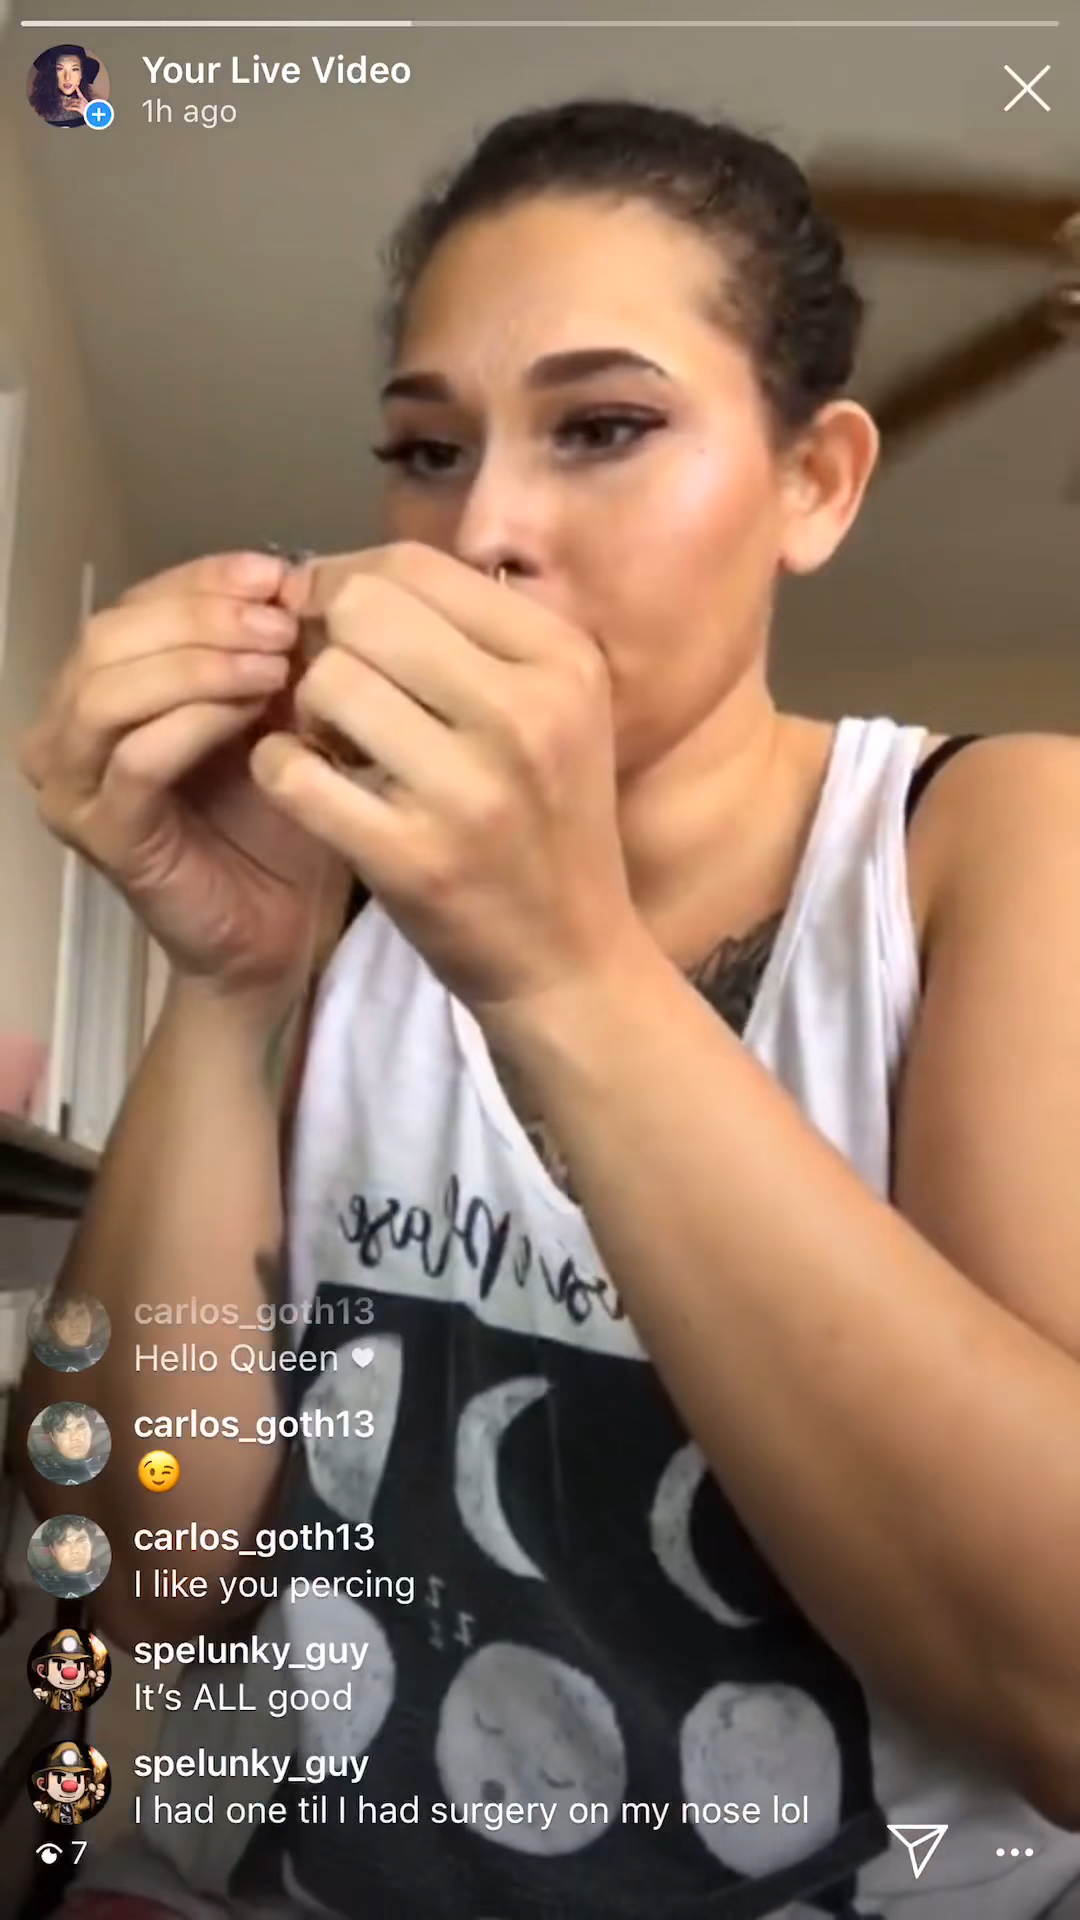 Your Live Video
1h ago
carlos_goth13
Hello Queen 🤍
carlos_goth13
😉
carlos_goth13
I like you percing
spelunky_guy
It's ALL good
spelunky_guy
I had one til I had surgery on my nose lol
7
Please
z
z
z